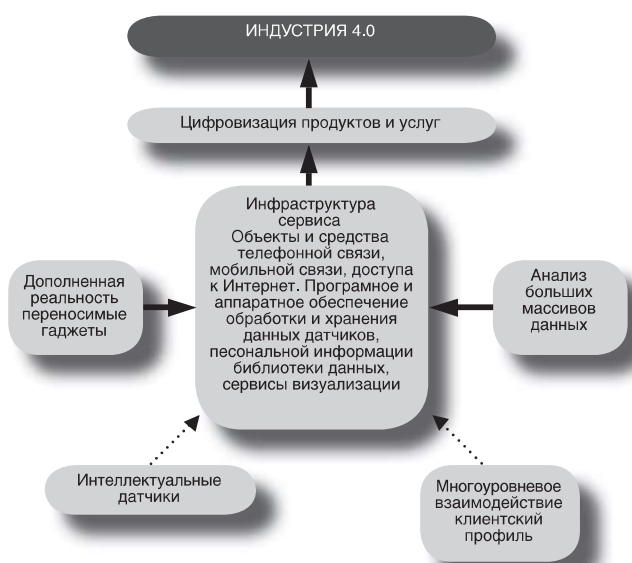 ИНДУСТРИЯ 4.0
Цифровизация продуктов и услуг
Инфраструктура
сервиса
Объекты и средства
телефонной связи,
мобильной связи, доступа
к Интернет. Програмное и
аппаратное обеспечение
обработки и хранения
данных датчиков,
песональной информации
библиотеки данных,
сервисы визуализации
Дополненная
реальность
переносимые
гаджеты
Анализ
больших
массивов
данных
Интеллектуальные
датчики
Многоуровневое
взаимодействие
клиентский
профиль